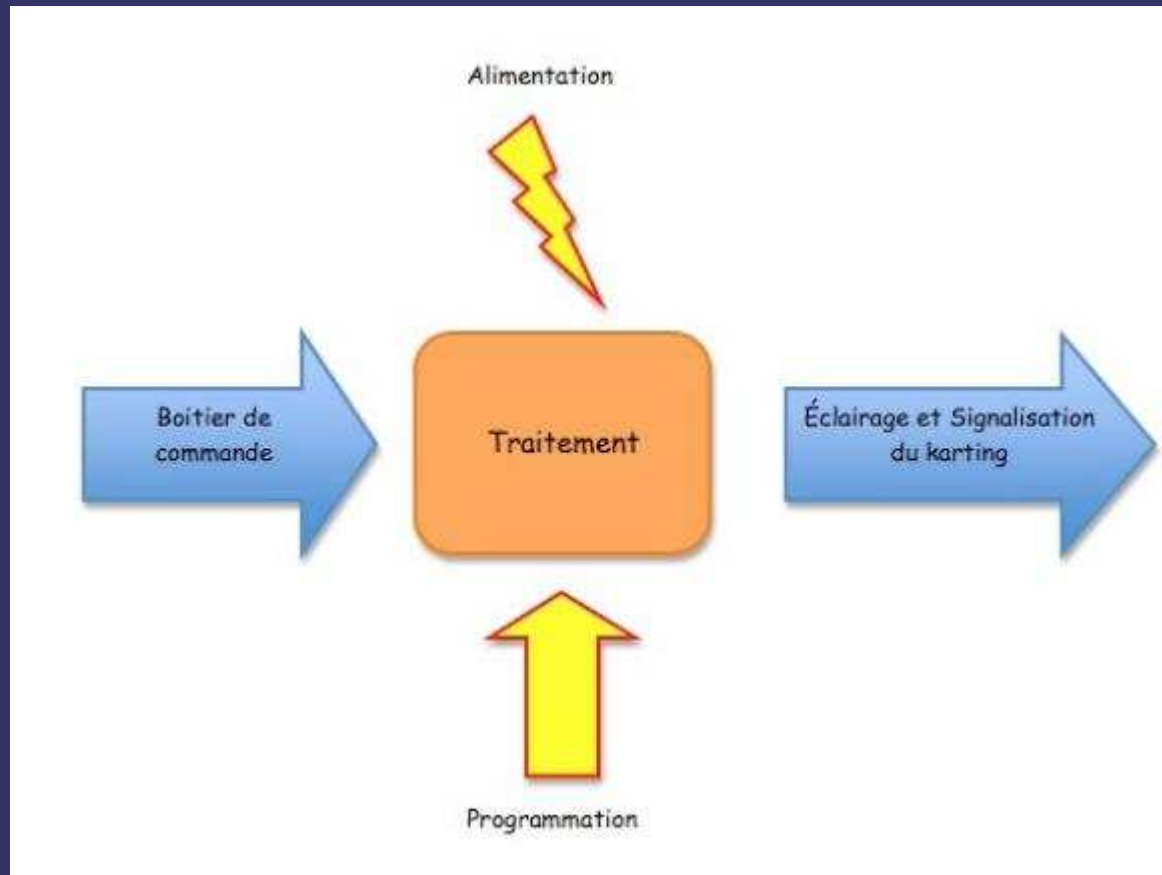 Alimentation
Boitier de
commande
Traitement
Éclairage et Signalisation
du karting
Programmation